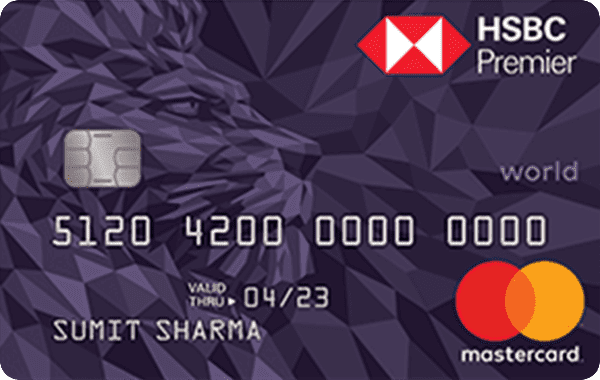 HSBC
Premier
world
5120 4200 0000 0000
VALID
THRU▸ 04/23
SUMIT SHARMA
mastercard.